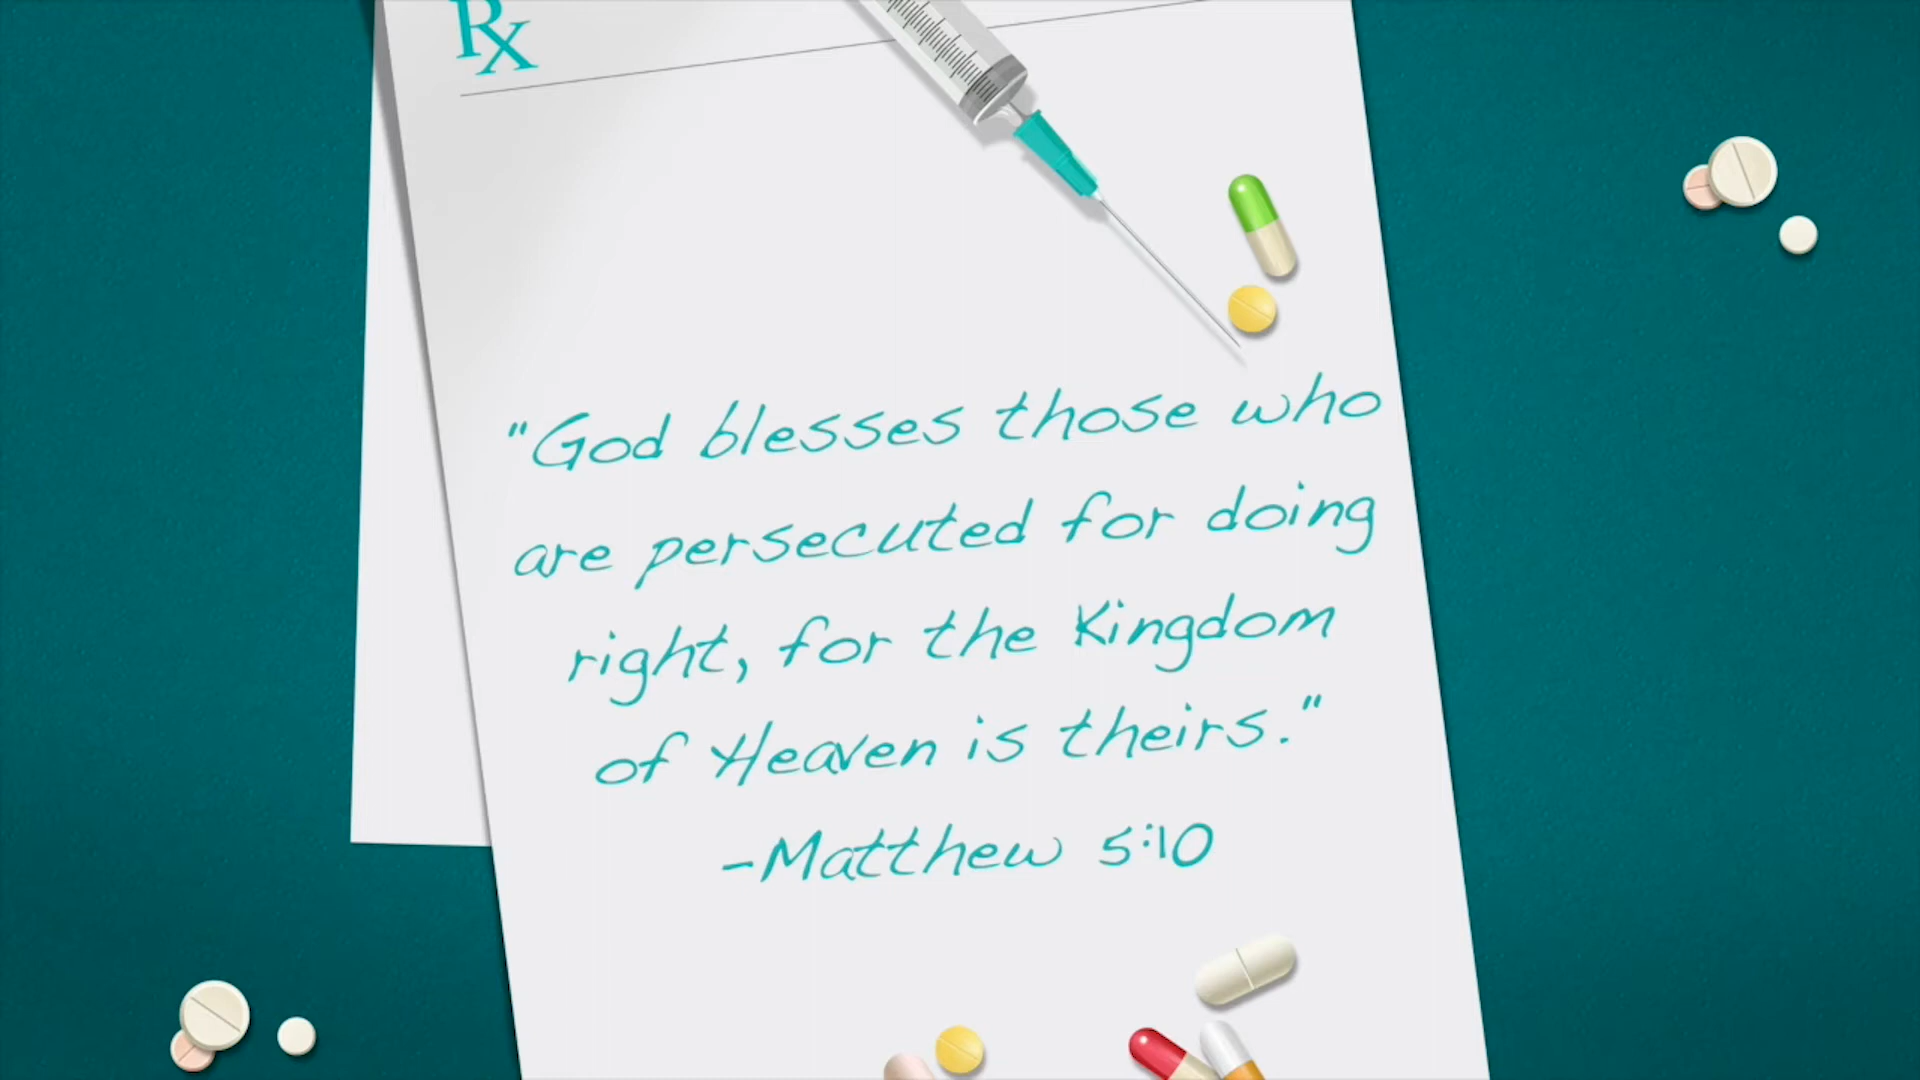 Rx
"God blesses those who
are persecuted for doing
right, for the Kingdom
of Heaven is theirs."
-Matthew 5:10